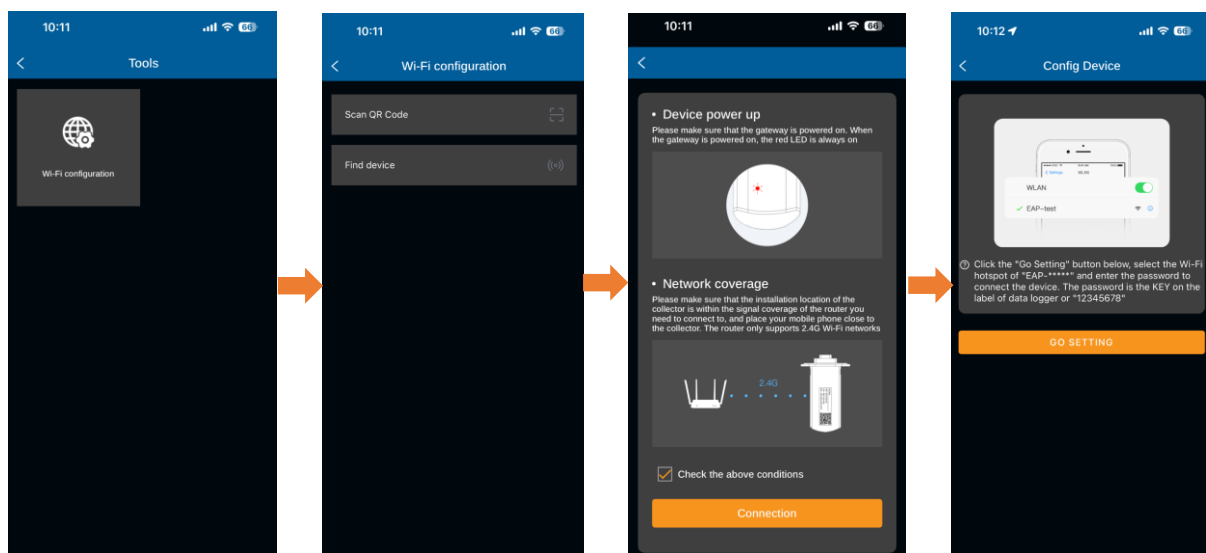 10:11
66
Tools
Wi-Fi configuration
10:11
66
Wi-Fi configuration
Scan QR Code
Find device
10:11
66
• Device power up
Please make sure that the gateway is powered on. When
the gateway is powered on, the red LED is always on
• Network coverage
Please make sure that the installation location of the
collector is within the signal coverage of the router you
need to connect to, and place your mobile phone close to
the collector. The router only supports 2.4G Wi-Fi networks
2.4G
Check the above conditions
Connection
10:12
66
Config Device
Settings
WLAN
WLAN
EAP-test
Click the "Go Setting" button below, select the Wi-Fi
hotspot of "EAP-*****" and enter the password to
connect the device. The password is the KEY on the
label of data logger or "12345678"
GO SETTING